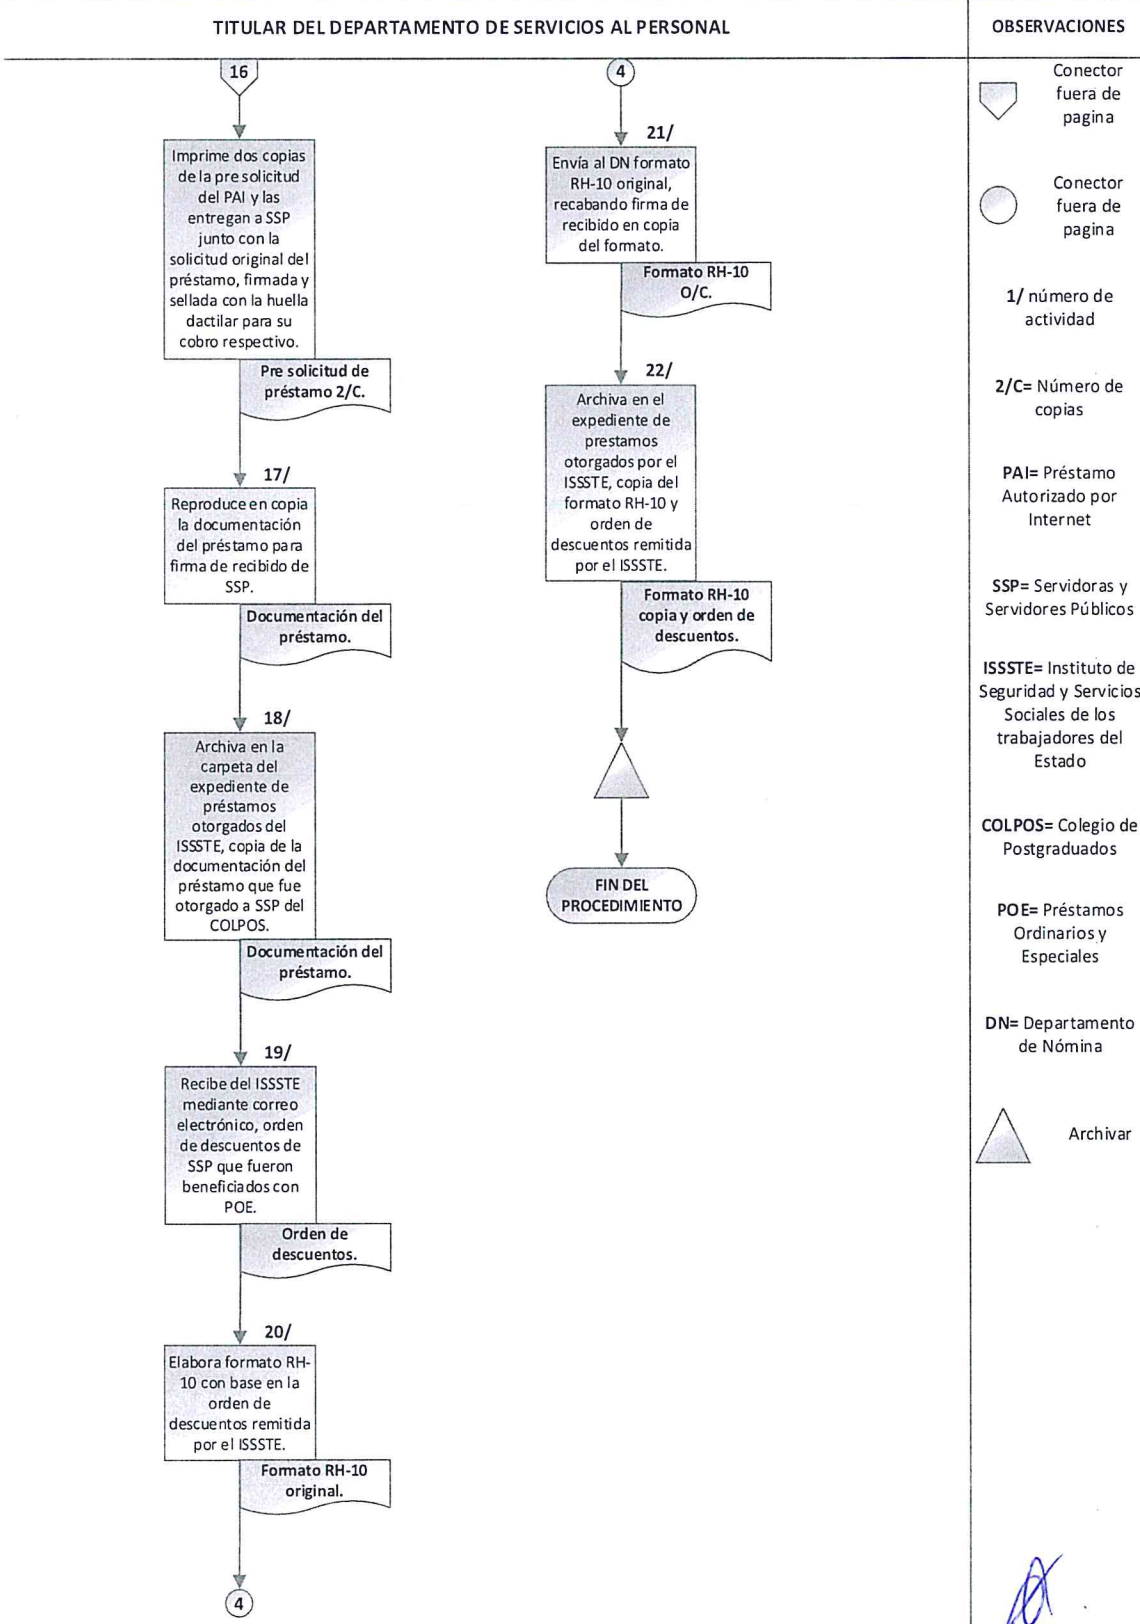 TITULAR DEL DEPARTAMENTO DE SERVICIOS AL PERSONAL
16
Imprime dos copias
de la pre solicitud
del PAI y las
entregan a SSP
junto con la
solicitud original del
préstamo, firmada y
sellada con la huella
dactilar para su
cobro respectivo.
Pre solicitud de
préstamo 2/C.
17/
Reproduce en copia
la documentación
del préstamo para
firma de recibido de
SSP.
Documentación del
préstamo.
18/
Archiva en la
carpeta del
expediente de
préstamos
otorgados del
ISSSTE, copia de la
documentación del
préstamo que fue
otorgado a SSP del
COLPOS.
Documentación del
préstamo.
19/
Recibe del ISSSTE
mediante correo
electrónico, orden
de descuentos de
SSP que fueron
beneficiados con
POE.
Orden de
descuentos.
20/
Elabora formato RH-
10 con base en la
orden de
descuentos remitida
por el ISSSTE.
Formato RH-10
original.
4
4
21/
Envía al DN formato
RH-10 original,
recabando firma de
recibido en copia
del formato.
Formato RH-10
O/C.
22/
Archiva en el
expediente de
prestamos
otorgados por el
ISSSTE, copia del
formato RH-10 y
orden de
descuentos remitida
por el ISSSTE.
Formato RH-10
copia y orden de
descuentos.
FIN DEL
PROCEDIMIENTO
OBSERVACIONES
Conector
fuera de
pagina
Conector
fuera de
pagina
1/ número de
actividad
2/C= Número de
copias
PAI= Préstamo
Autorizado por
Internet
SSP= Servidoras y
Servidores Públicos
ISSSTE= Instituto de
Seguridad y Servicios
Sociales de los
trabajadores del
Estado
COLPOS= Colegio de
Postgraduados
POE= Préstamos
Ordinarios y
Especiales
DN= Departamento
de Nómina
Archivar